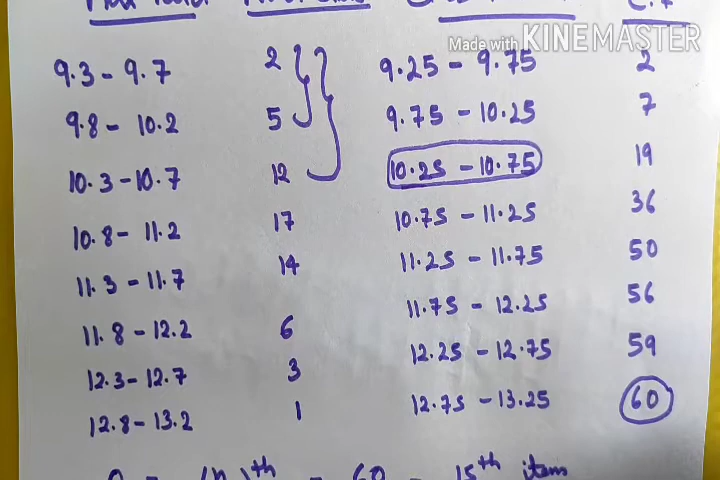 Made with KINEMASTER
9.3 - 9.7 2 9.25 - 9.75 2
9.8 - 10.2 5 9.75 - 10.25 7
10.3 - 10.7 12 10.25 - 10.75 19
10.8 - 11.2 17 10.75 - 11.25 36
11.3 - 11.7 14 11.25 - 11.75 50
11.8 - 12.2 6 11.75 - 12.25 56
12.3 - 12.7 3 12.25 - 12.75 59
12.8 - 13.2 1 12.75 - 13.25 60
th = 60 = 15th item